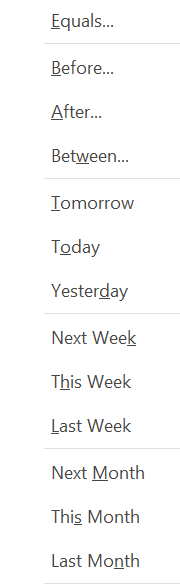 Equals...
Before...
After...
Between...
Tomorrow
Today
Yesterday
Next Week
This Week
Last Week
Next Month
This Month
Last Month